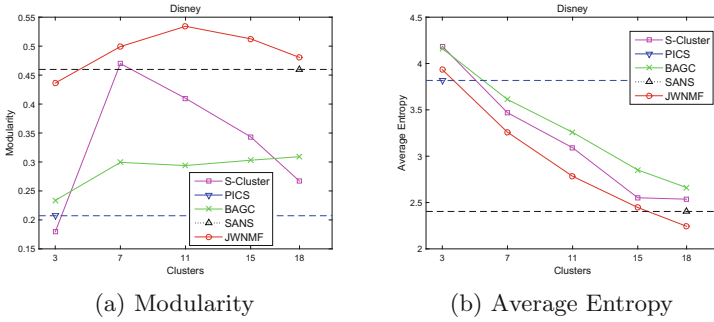 Disney
0.55
0.5
0.45
0.4
0.35
0.3
0.25
0.2
0.15
Modularity
3 7 11 15 18
Clusters
S-Cluster
PICS
BAGC
SANS
JWNMF
(a) Modularity
Disney
4.5
4
3.5
3
2.5
2
Average Entropy
3 7 11 15 18
Clusters
S-Cluster
PICS
BAGC
SANS
JWNMF
(b) Average Entropy